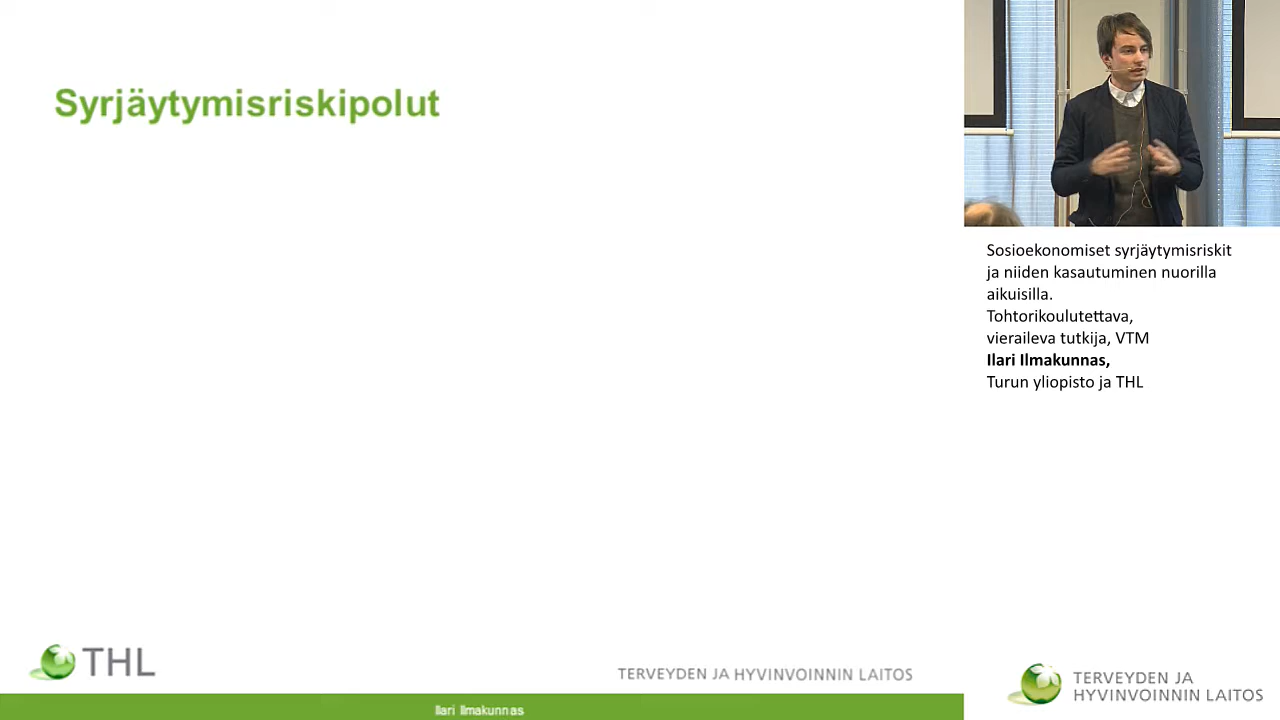 Syrjäytymisriskipolut
Sosioekonomiset syrjäytymisriskit
ja niiden kasautuminen nuorilla
aikuisilla.
Tohtorikoulutettava,
vieraileva tutkija, VTM
Ilari Ilmakunnas,
Turun yliopisto ja THL
THL
TERVEYDEN JA HYVINVOINNIN LAITOS
TERVEYDEN JA
HYVINVOINNIN LAITOS
Ilari Ilmakunnas